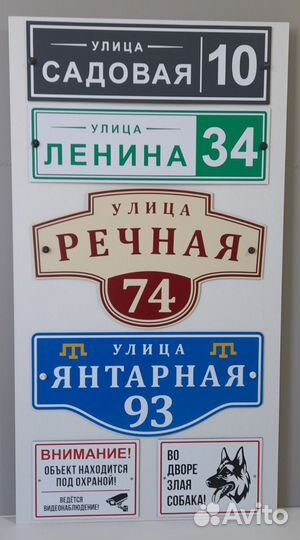 УЛИЦА
САДОВАЯ 10
УЛИЦА
ЛЕНИНА 34
УЛИЦА
РЕЧНАЯ
74
УЛИЦА
ЯНТАРНАЯ
93
ВНИМАНИЕ!
ОБЪЕКТ НАХОДИТСЯ
ПОД ОХРАНОЙ!
ВЕДЁТСЯ
ВИДЕОНАБЛЮДЕНИЕ!
ВО
ДВОРЕ
ЗЛАЯ
СОБАКА!
Avito